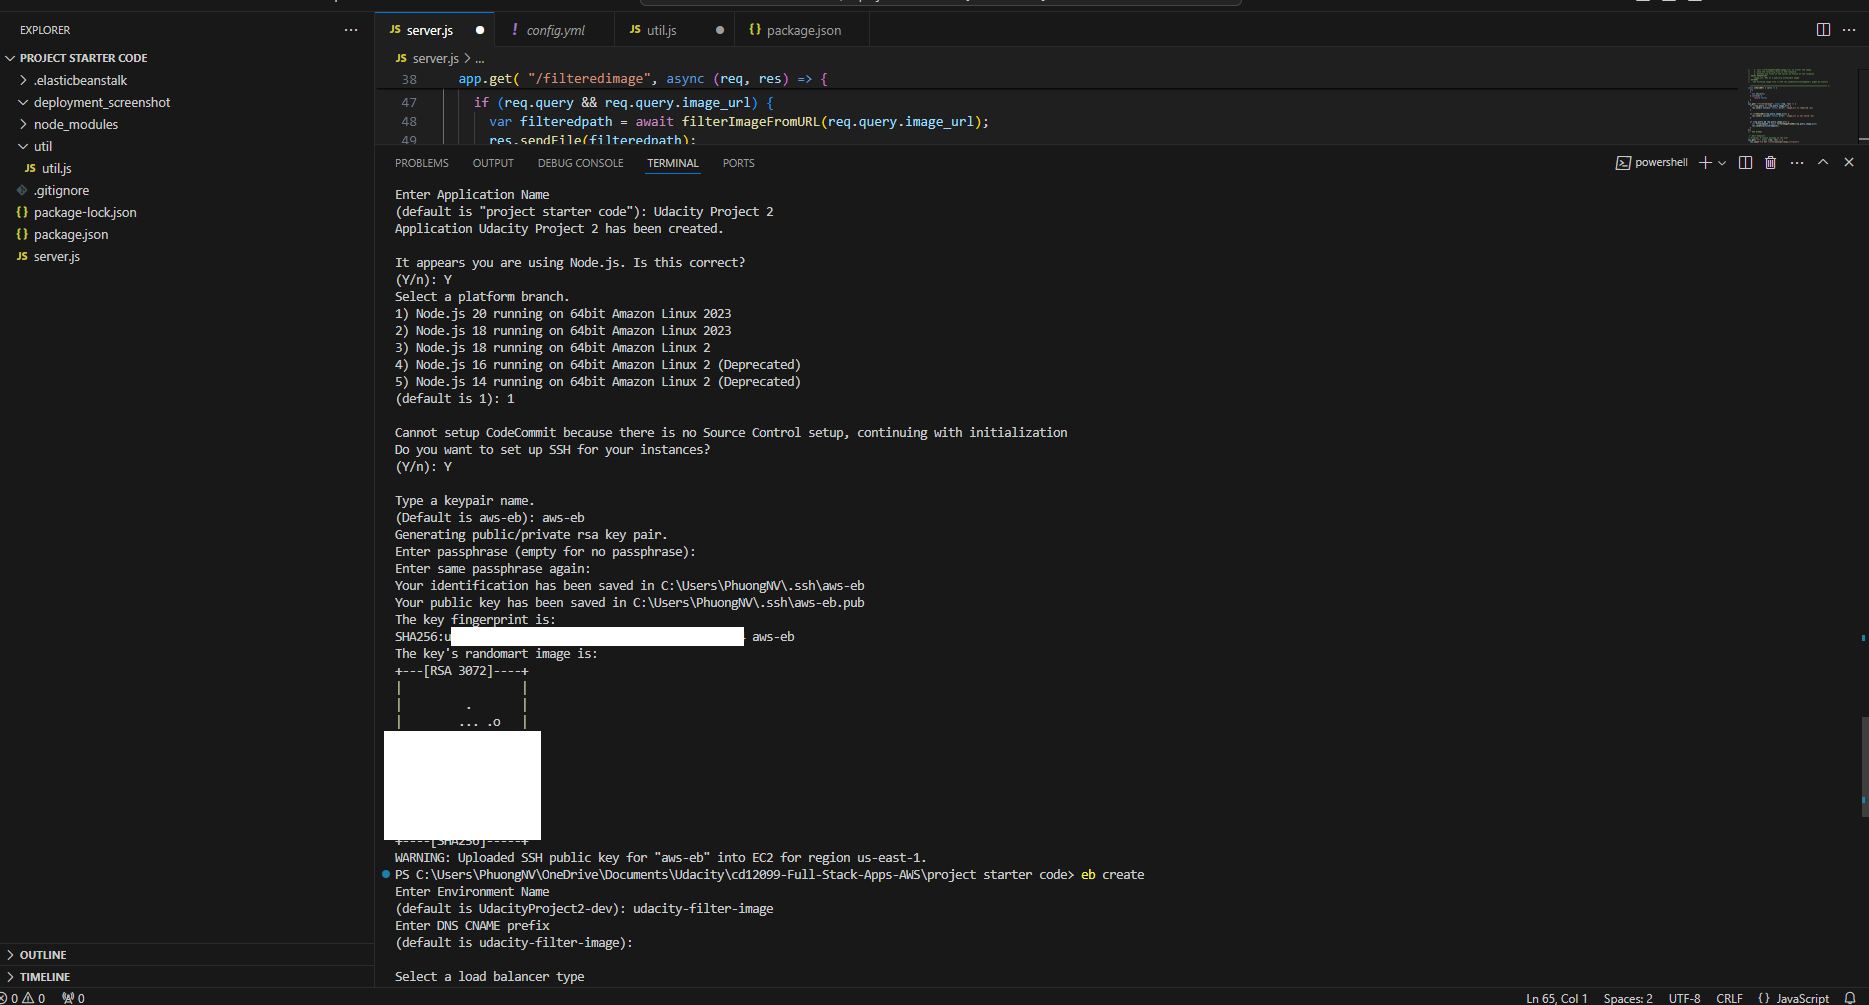 EXPLORER
PROJECT STARTER CODE
.elasticbeanstalk
deployment_screenshot
node_modules
util
JS util.js
.gitignore
{} package-lock.json
{} package.json
JS server.js
OUTLINE
TIMELINE
JS server.js
! config.yml
JS util.js
{} package.json
JS server.js > ...
38 app.get( "/filteredimage", async (req, res) => {
47 if (req.query && req.query.image_url) {
48 var filteredpath = await filterImageFromURL(req.query.image_url);
49 res.sendFile(filteredpath);
PROBLEMS OUTPUT DEBUG CONSOLE TERMINAL PORTS
powershell
Enter Application Name
(default is "project starter code"): Udacity Project 2
Application Udacity Project 2 has been created.
It appears you are using Node.js. Is this correct?
(Y/n): Y
Select a platform branch.
1) Node.js 20 running on 64bit Amazon Linux 2023
2) Node.js 18 running on 64bit Amazon Linux 2023
3) Node.js 18 running on 64bit Amazon Linux 2
4) Node.js 16 running on 64bit Amazon Linux 2 (Deprecated)
5) Node.js 14 running on 64bit Amazon Linux 2 (Deprecated)
(default is 1): 1
Cannot setup CodeCommit because there is no Source Control setup, continuing with initialization
Do you want to set up SSH for your instances?
(Y/n): Y
Type a keypair name.
(Default is aws-eb): aws-eb
Generating public/private rsa key pair.
Enter passphrase (empty for no passphrase):
Enter same passphrase again:
Your identification has been saved in C:\Users\PhuongNV\.ssh\aws-eb
Your public key has been saved in C:\Users\PhuongNV\.ssh\aws-eb.pub
The key fingerprint is:
SHA256:u aws-eb
The key's randomart image is:
+---[RSA 3072]----+
| |
| . |
| ... .o |
+----[SHA256]-----+
WARNING: Uploaded SSH public key for "aws-eb" into EC2 for region us-east-1.
PS C:\Users\PhuongNV\OneDrive\Documents\Udacity\cd12099-Full-Stack-Apps-AWS\project starter code> eb create
Enter Environment Name
(default is UdacityProject2-dev): udacity-filter-image
Enter DNS CNAME prefix
(default is udacity-filter-image):
Select a load balancer type
0 0 0
Ln 65, Col 1 Spaces: 2 UTF-8 CRLF {} JavaScript